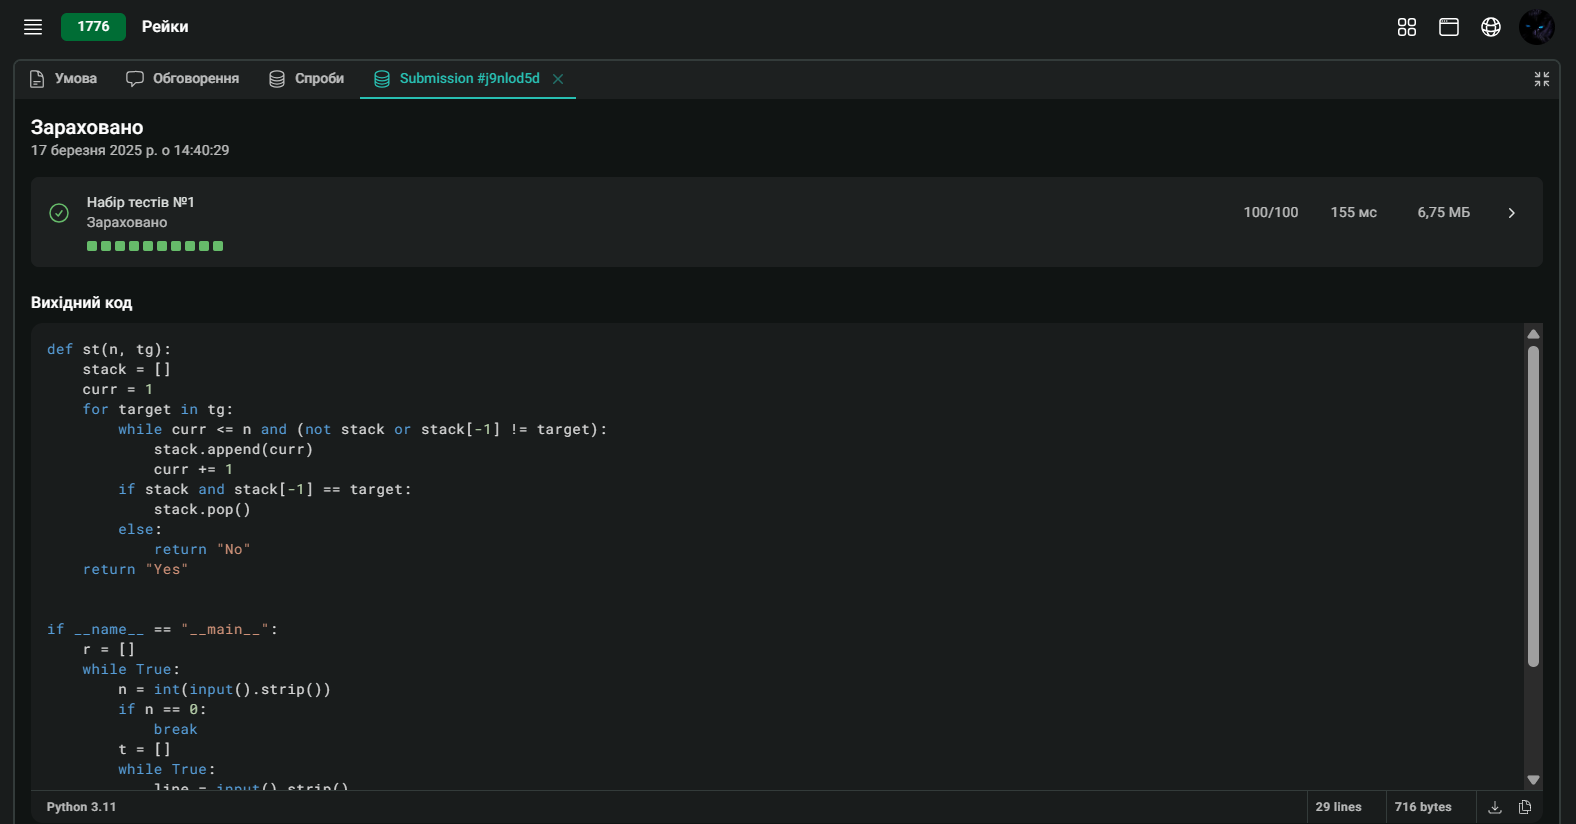 1776 Рейки
Умова Обговорення Спроби Submission #j9nlod5d
Зараховано
17 березня 2025 р. о 14:40:29
Набір тестів №1
Зараховано
100/100 155 мс 6,75 МБ
Вихідний код
def st(n, tg):
    stack = []
    curr = 1
    for target in tg:
        while curr <= n and (not stack or stack[-1] != target):
            stack.append(curr)
            curr += 1
        if stack and stack[-1] == target:
            stack.pop()
        else:
            return "No"
    return "Yes"
if __name__ == "__main__":
    r = []
    while True:
        n = int(input().strip())
        if n == 0:
            break
        t = []
        while True:
            line = input().strip()
Python 3.11 29 lines 716 bytes